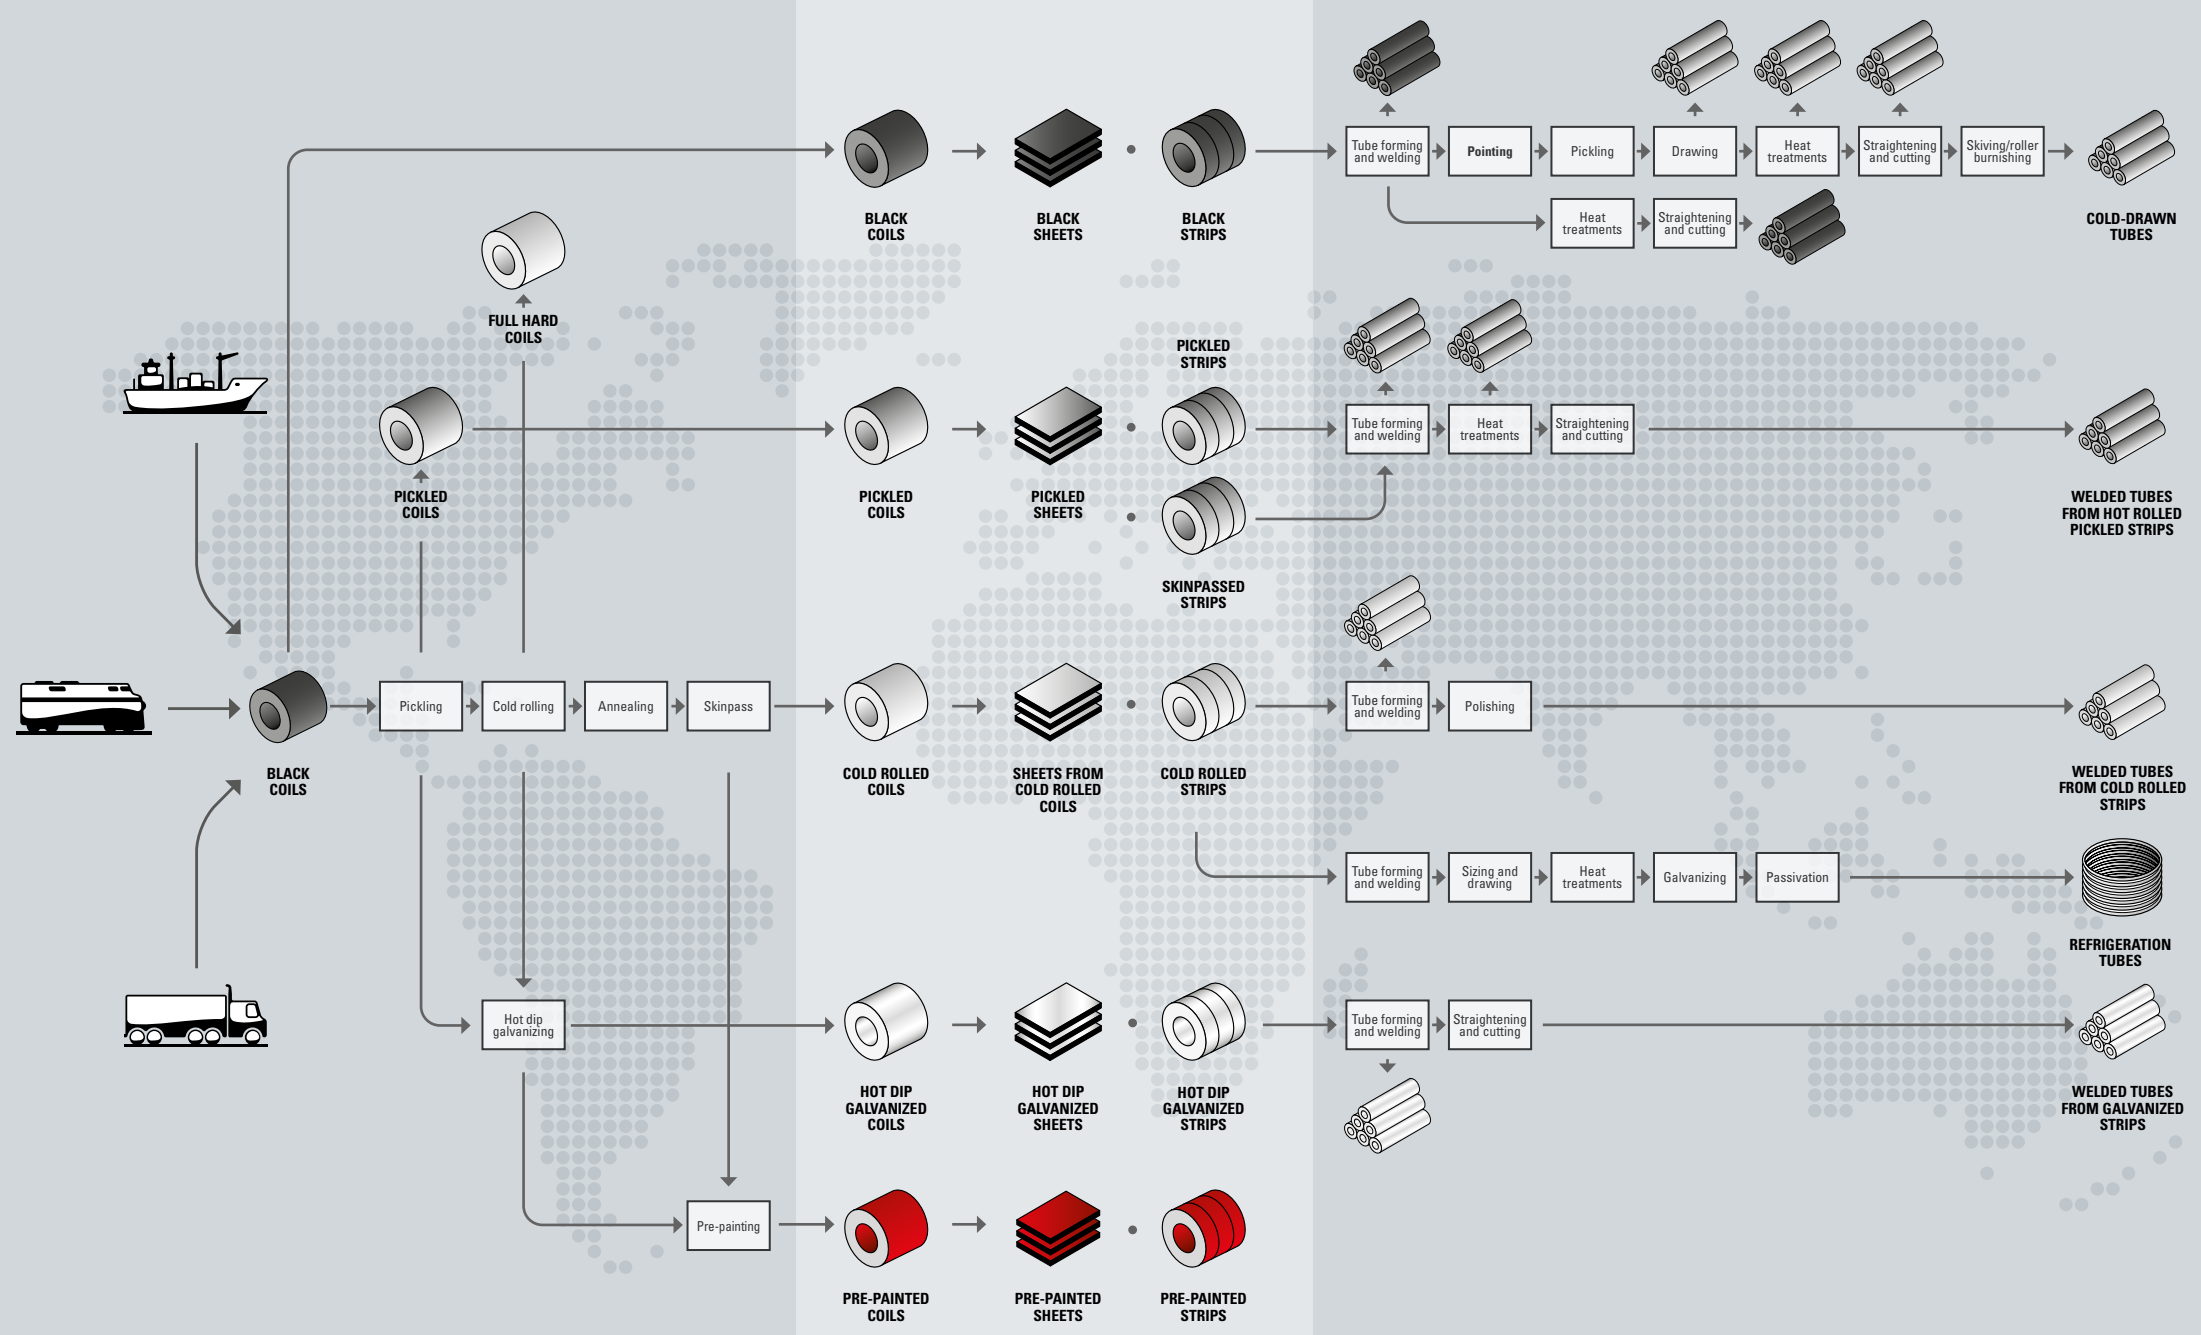 Tube forming
and welding
Pointing
Pickling
Drawing
Heat
treatments
Straightening
and cutting
Skiving/roller
burnishing
BLACK
COILS
BLACK
SHEETS
BLACK
STRIPS
Heat
treatments
Straightening
and cutting
COLD-DRAWN
TUBES
FULL HARD
COILS
PICKLED
STRIPS
Tube forming
and welding
Heat
treatments
Straightening
and cutting
PICKLED
COILS
PICKLED
COILS
PICKLED
SHEETS
WELDED TUBES
FROM HOT ROLLED
PICKLED STRIPS
SKINPASSED
STRIPS
Pickling
Cold rolling
Annealing
Skinpass
Tube forming
and welding
Polishing
BLACK
COILS
COLD ROLLED
COILS
SHEETS FROM
COLD ROLLED
COILS
COLD ROLLED
STRIPS
WELDED TUBES
FROM COLD ROLLED
STRIPS
Tube forming
and welding
Sizing and
drawing
Heat
treatments
Galvanizing
Passivation
REFRIGERATION
TUBES
Hot dip
galvanizing
Tube forming
and welding
Straightening
and cutting
HOT DIP
GALVANIZED
COILS
HOT DIP
GALVANIZED
SHEETS
HOT DIP
GALVANIZED
STRIPS
WELDED TUBES
FROM GALVANIZED
STRIPS
Pre-painting
PRE-PAINTED
COILS
PRE-PAINTED
SHEETS
PRE-PAINTED
STRIPS